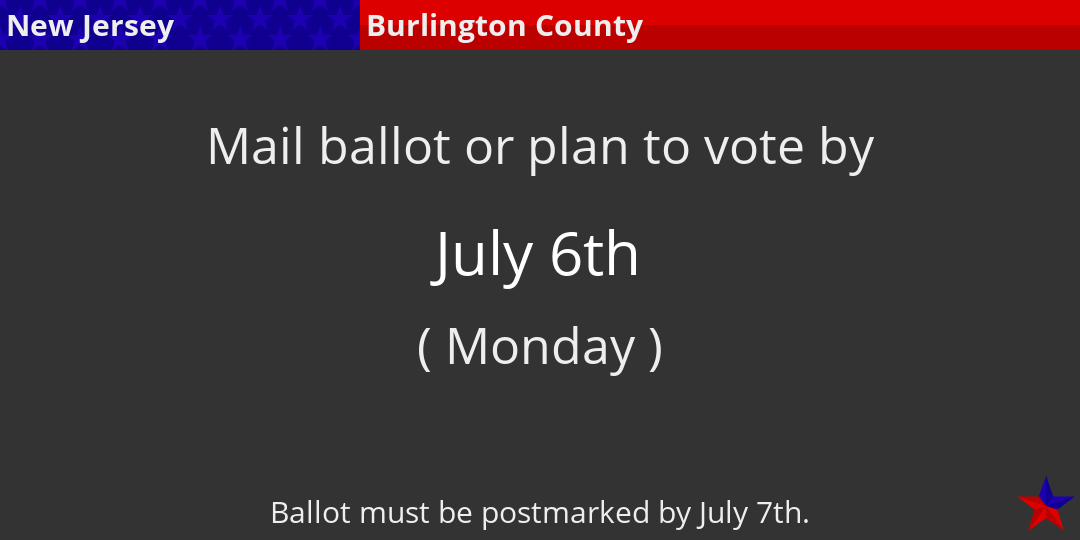 New Jersey
Burlington County
Mail ballot or plan to vote by
July 6th
( Monday )
Ballot must be postmarked by July 7th.